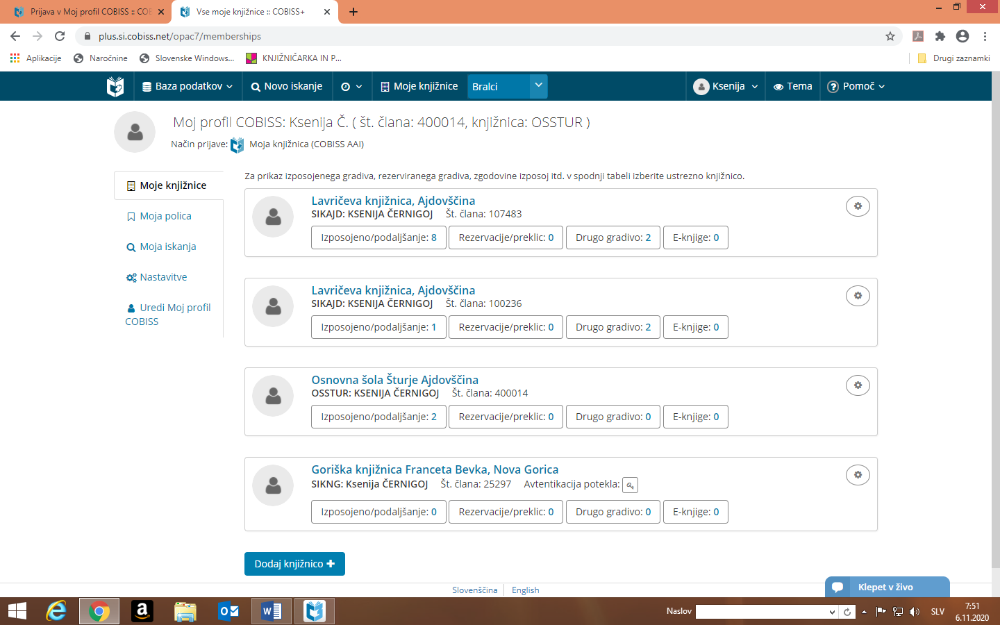 Prijava v Moj profil COBISS :: COB
Vse moje knjižnice :: COBISS+
plus.si.cobiss.net/opac7/memberships
Aplikacije Naročnine Slovenske Windows... KNJIŽNIČARKA IN P... Drugi zaznamki
Baza podatkov Novo iskanje Moje knjižnice Bralci Ksenija Tema Pomoč
Moj profil COBISS: Ksenija Č. ( št. člana: 400014, knjižnica: OSSTUR )
Način prijave: Moja knjižnica (COBISS AAI)
Moje knjižnice
Moja polica
Moja iskanja
Nastavitve
Uredi Moj profil
COBISS
Za prikaz izposojenega gradiva, rezerviranega gradiva, zgodovine izposoj itd. v spodnji tabeli izberite ustrezno knjižnico.
Lavričeva knjižnica, Ajdovščina
SIKAJD: KSENIJA ČERNIGOJ Št. člana: 107483
Izposojeno/podaljšanje: 8 Rezervacije/preklic: 0 Drugo gradivo: 2 E-knjige: 0
Lavričeva knjižnica, Ajdovščina
SIKAJD: KSENIJA ČERNIGOJ Št. člana: 100236
Izposojeno/podaljšanje: 1 Rezervacije/preklic: 0 Drugo gradivo: 2 E-knjige: 0
Osnovna šola Šturje Ajdovščina
OSSTUR: KSENIJA ČERNIGOJ Št. člana: 400014
Izposojeno/podaljšanje: 2 Rezervacije/preklic: 0 Drugo gradivo: 0 E-knjige: 0
Goriška knjižnica Franceta Bevka, Nova Gorica
SIKNG: Ksenija ČERNIGOJ Št. člana: 25297 Avtentikacija potekla:
Izposojeno/podaljšanje: 0 Rezervacije/preklic: 0 Drugo gradivo: 0 E-knjige: 0
Dodaj knjižnico
Slovenščina English
Klepet v živo
Naslov SLV 7:51
6.11.2020